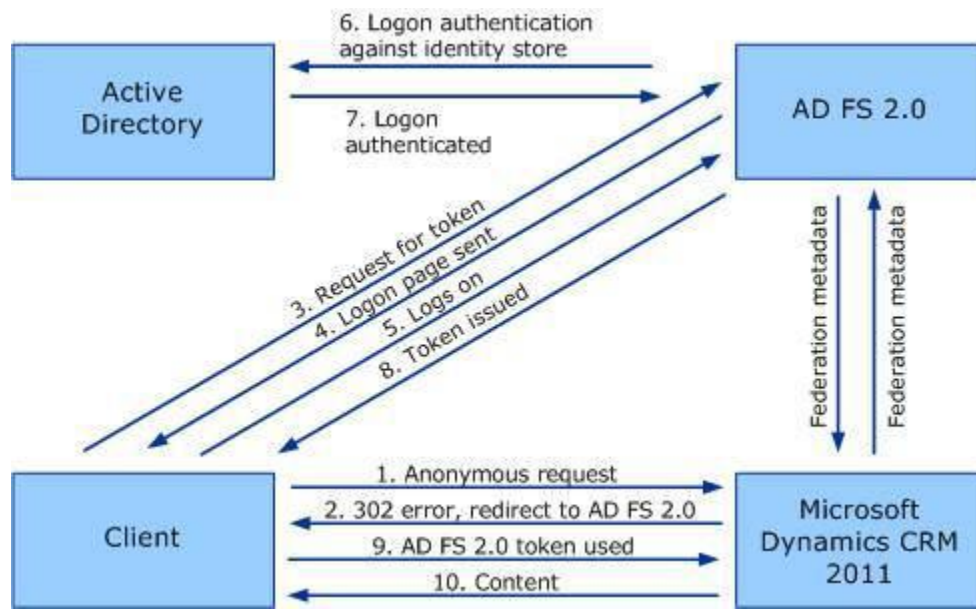 6. Logon authentication
against identity store
Active
Directory
AD FS 2.0
7. Logon
authenticated
3. Request for token
4. Logon page sent
5. Logs on
8. Token issued
Federation metadata
Federation metadata
1. Anonymous request
2. 302 error, redirect to AD FS 2.0
Client
9. AD FS 2.0 token used
10. Content
Microsoft
Dynamics CRM
2011